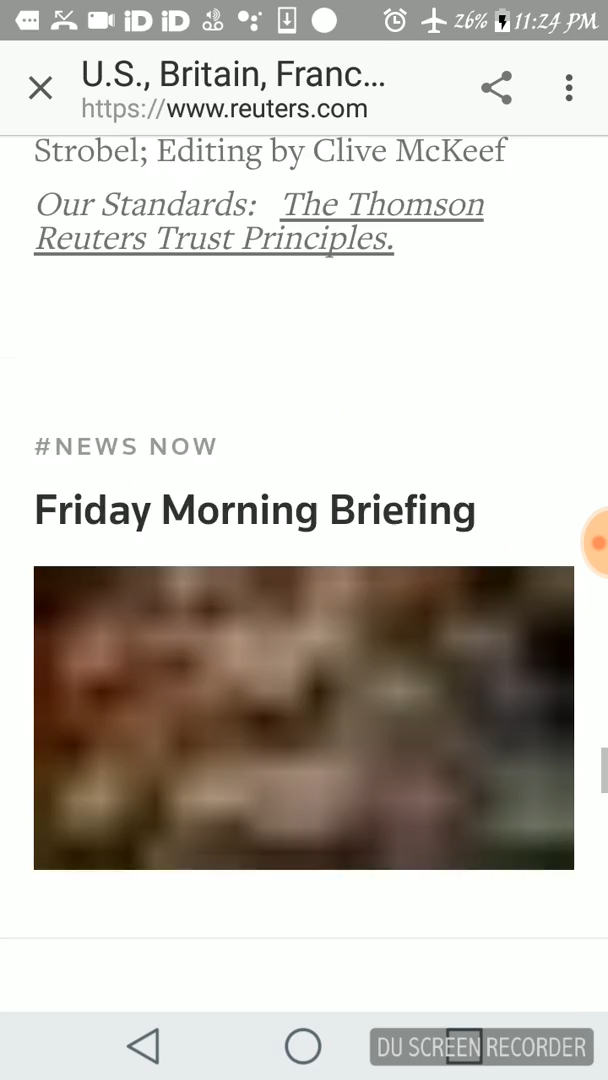 26% 11:24 PM
U.S., Britain, Franc...
https://www.reuters.com
Strobel; Editing by Clive McKeef
Our Standards: The Thomson
Reuters Trust Principles.
#NEWS NOW
Friday Morning Briefing
DU SCREEN RECORDER